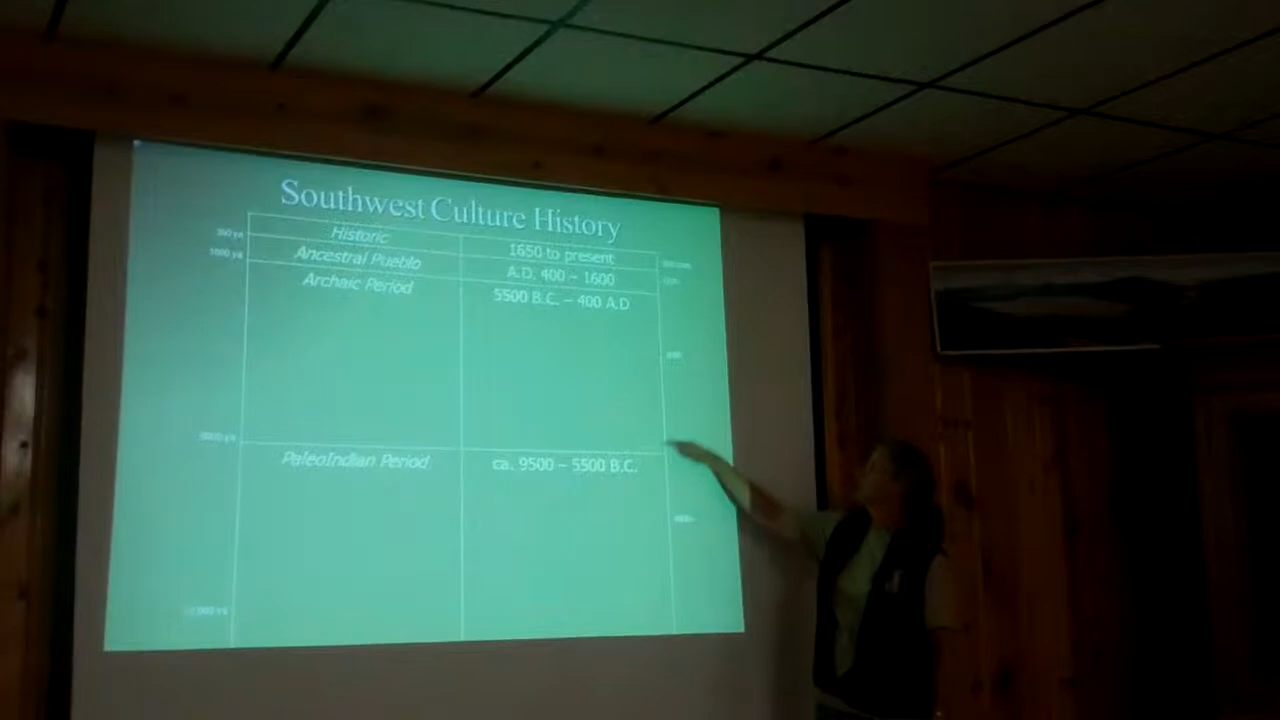 Southwest Culture History
Historic 1650 to present
Ancestral Pueblo A.D. 400 – 1600
Archaic Period 5500 B.C. – 400 A.D
PaleoIndian Period ca. 9500 – 5500 B.C.